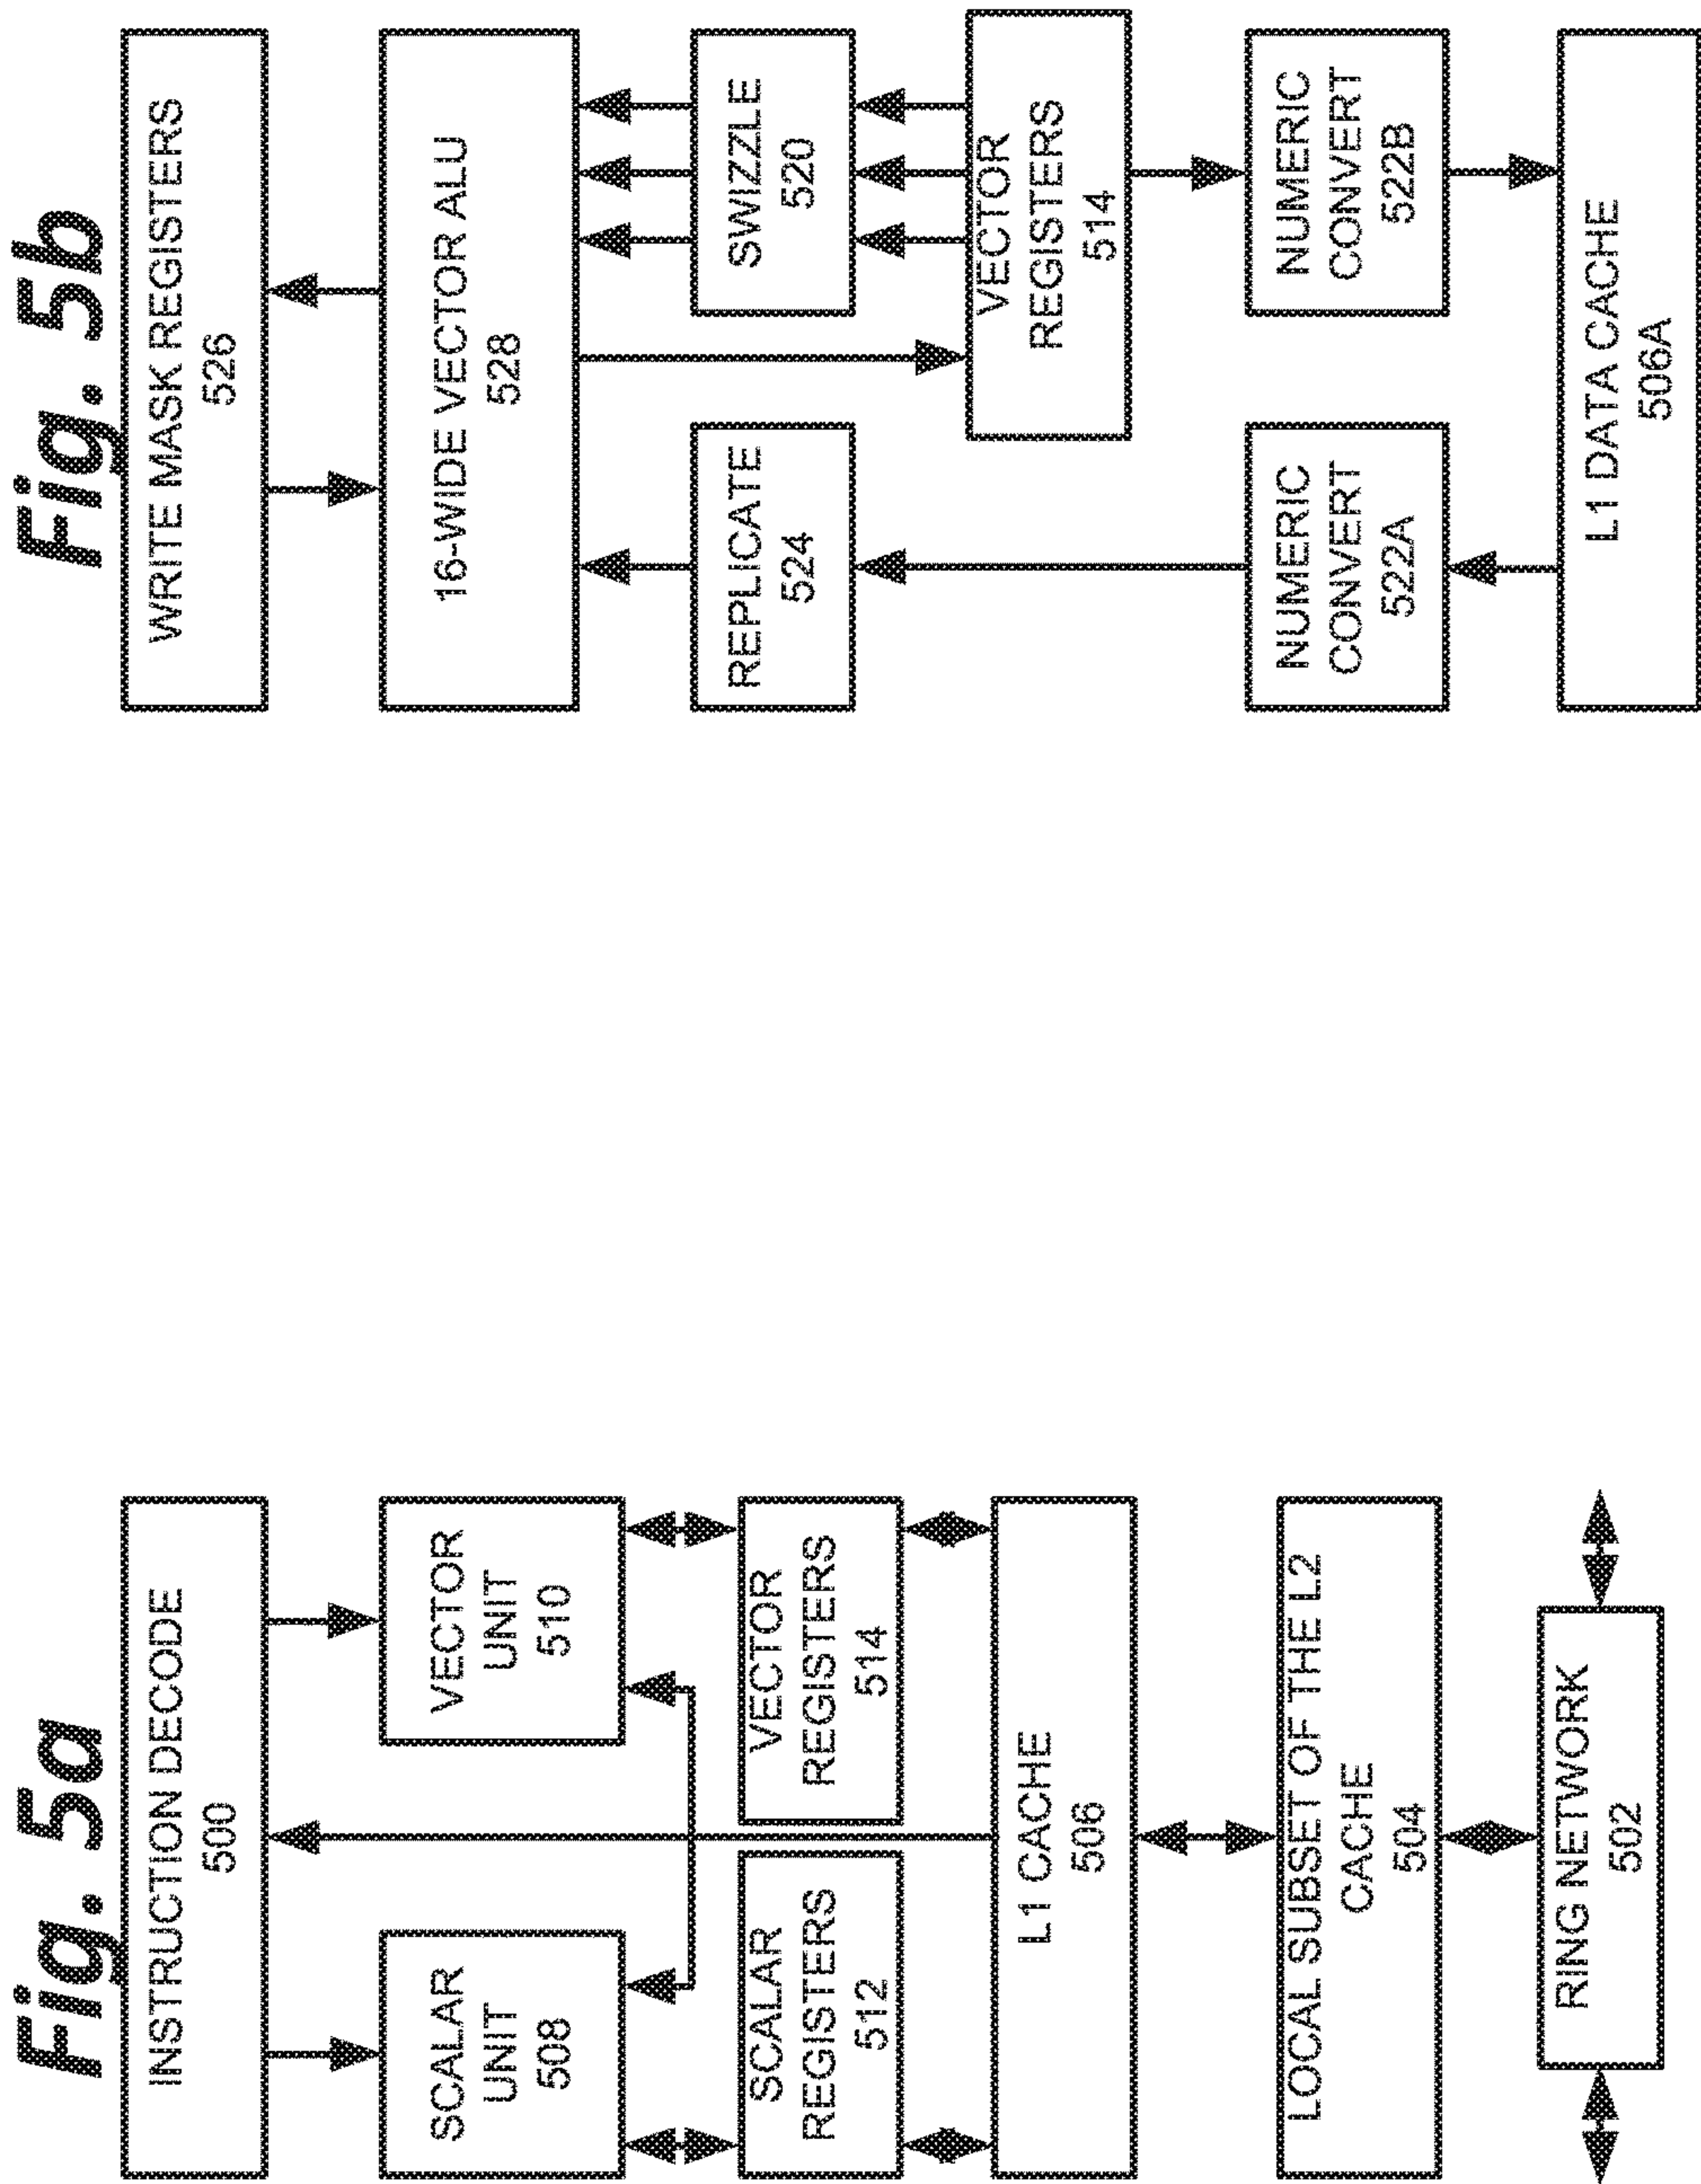 Fig. 5a
INSTRUCTION DECODE
500
SCALAR
UNIT
508
VECTOR
UNIT
510
SCALAR
REGISTERS
512
VECTOR
REGISTERS
514
L1 CACHE
506
LOCAL SUBSET OF THE L2
CACHE
504
RING NETWORK
502
Fig. 5b
WRITE MASK REGISTERS
526
16-WIDE VECTOR ALU
528
REPLICATE
524
SWIZZLE
520
VECTOR
REGISTERS
514
NUMERIC
CONVERT
522A
NUMERIC
CONVERT
522B
L1 DATA CACHE
506A